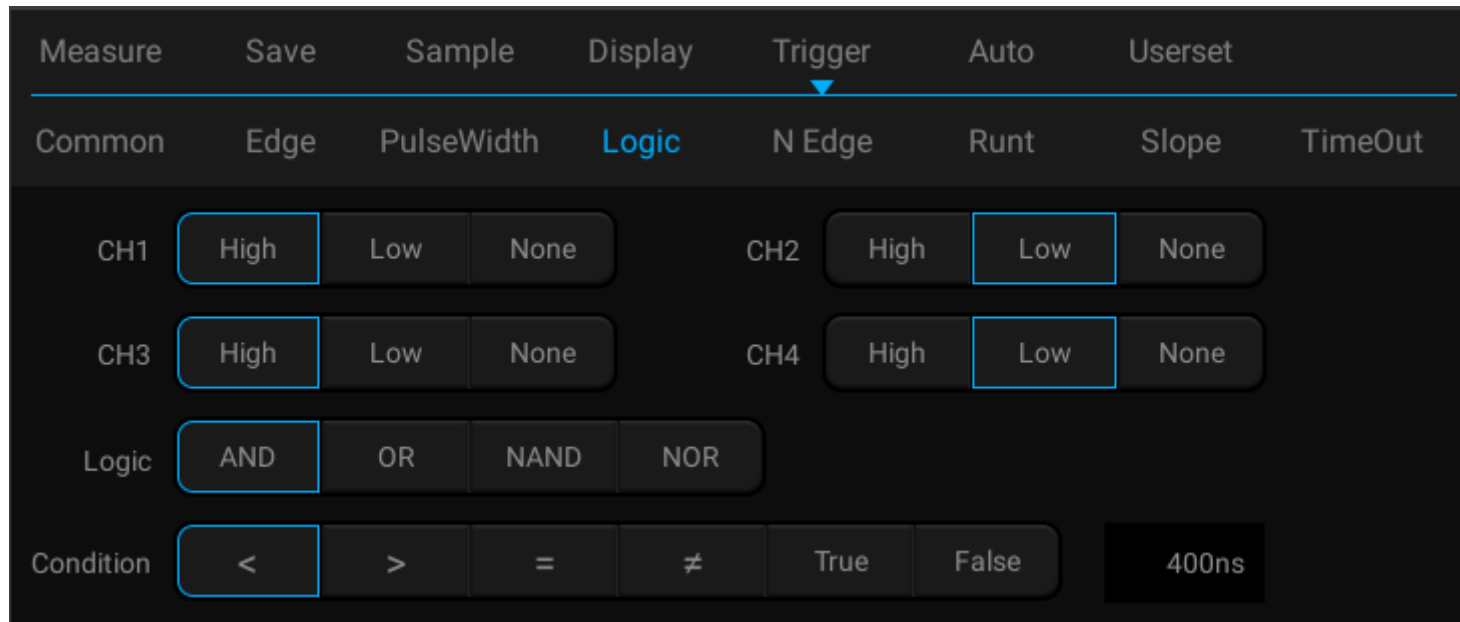 Measure Save Sample Display Trigger Auto Userset
Common Edge PulseWidth Logic N Edge Runt Slope TimeOut
CH1 High Low None CH2 High Low None
CH3 High Low None CH4 High Low None
Logic AND OR NAND NOR
Condition < > = ≠ True False 400ns